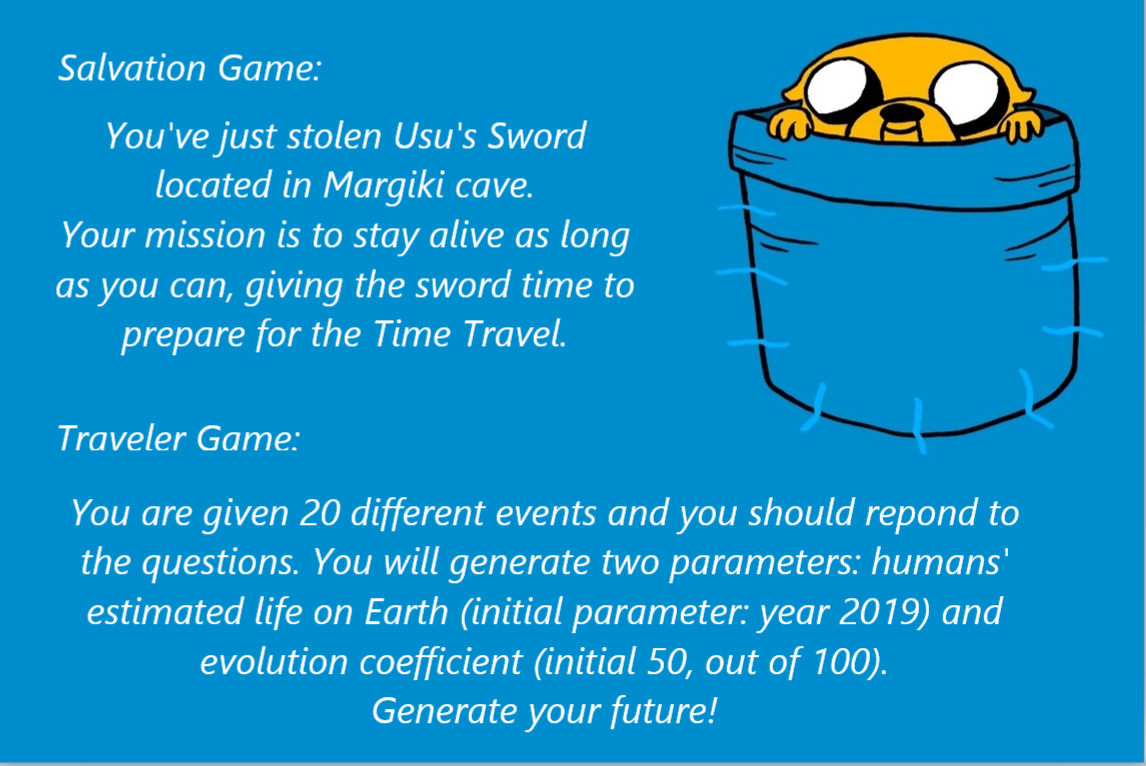 Salvation Game:
You've just stolen Usu's Sword
located in Margiki cave.
Your mission is to stay alive as long
as you can, giving the sword time to
prepare for the Time Travel.
Traveler Game:
You are given 20 different events and you should repond to
the questions. You will generate two parameters: humans'
estimated life on Earth (initial parameter: year 2019) and
evolution coefficient (initial 50, out of 100).
Generate your future!